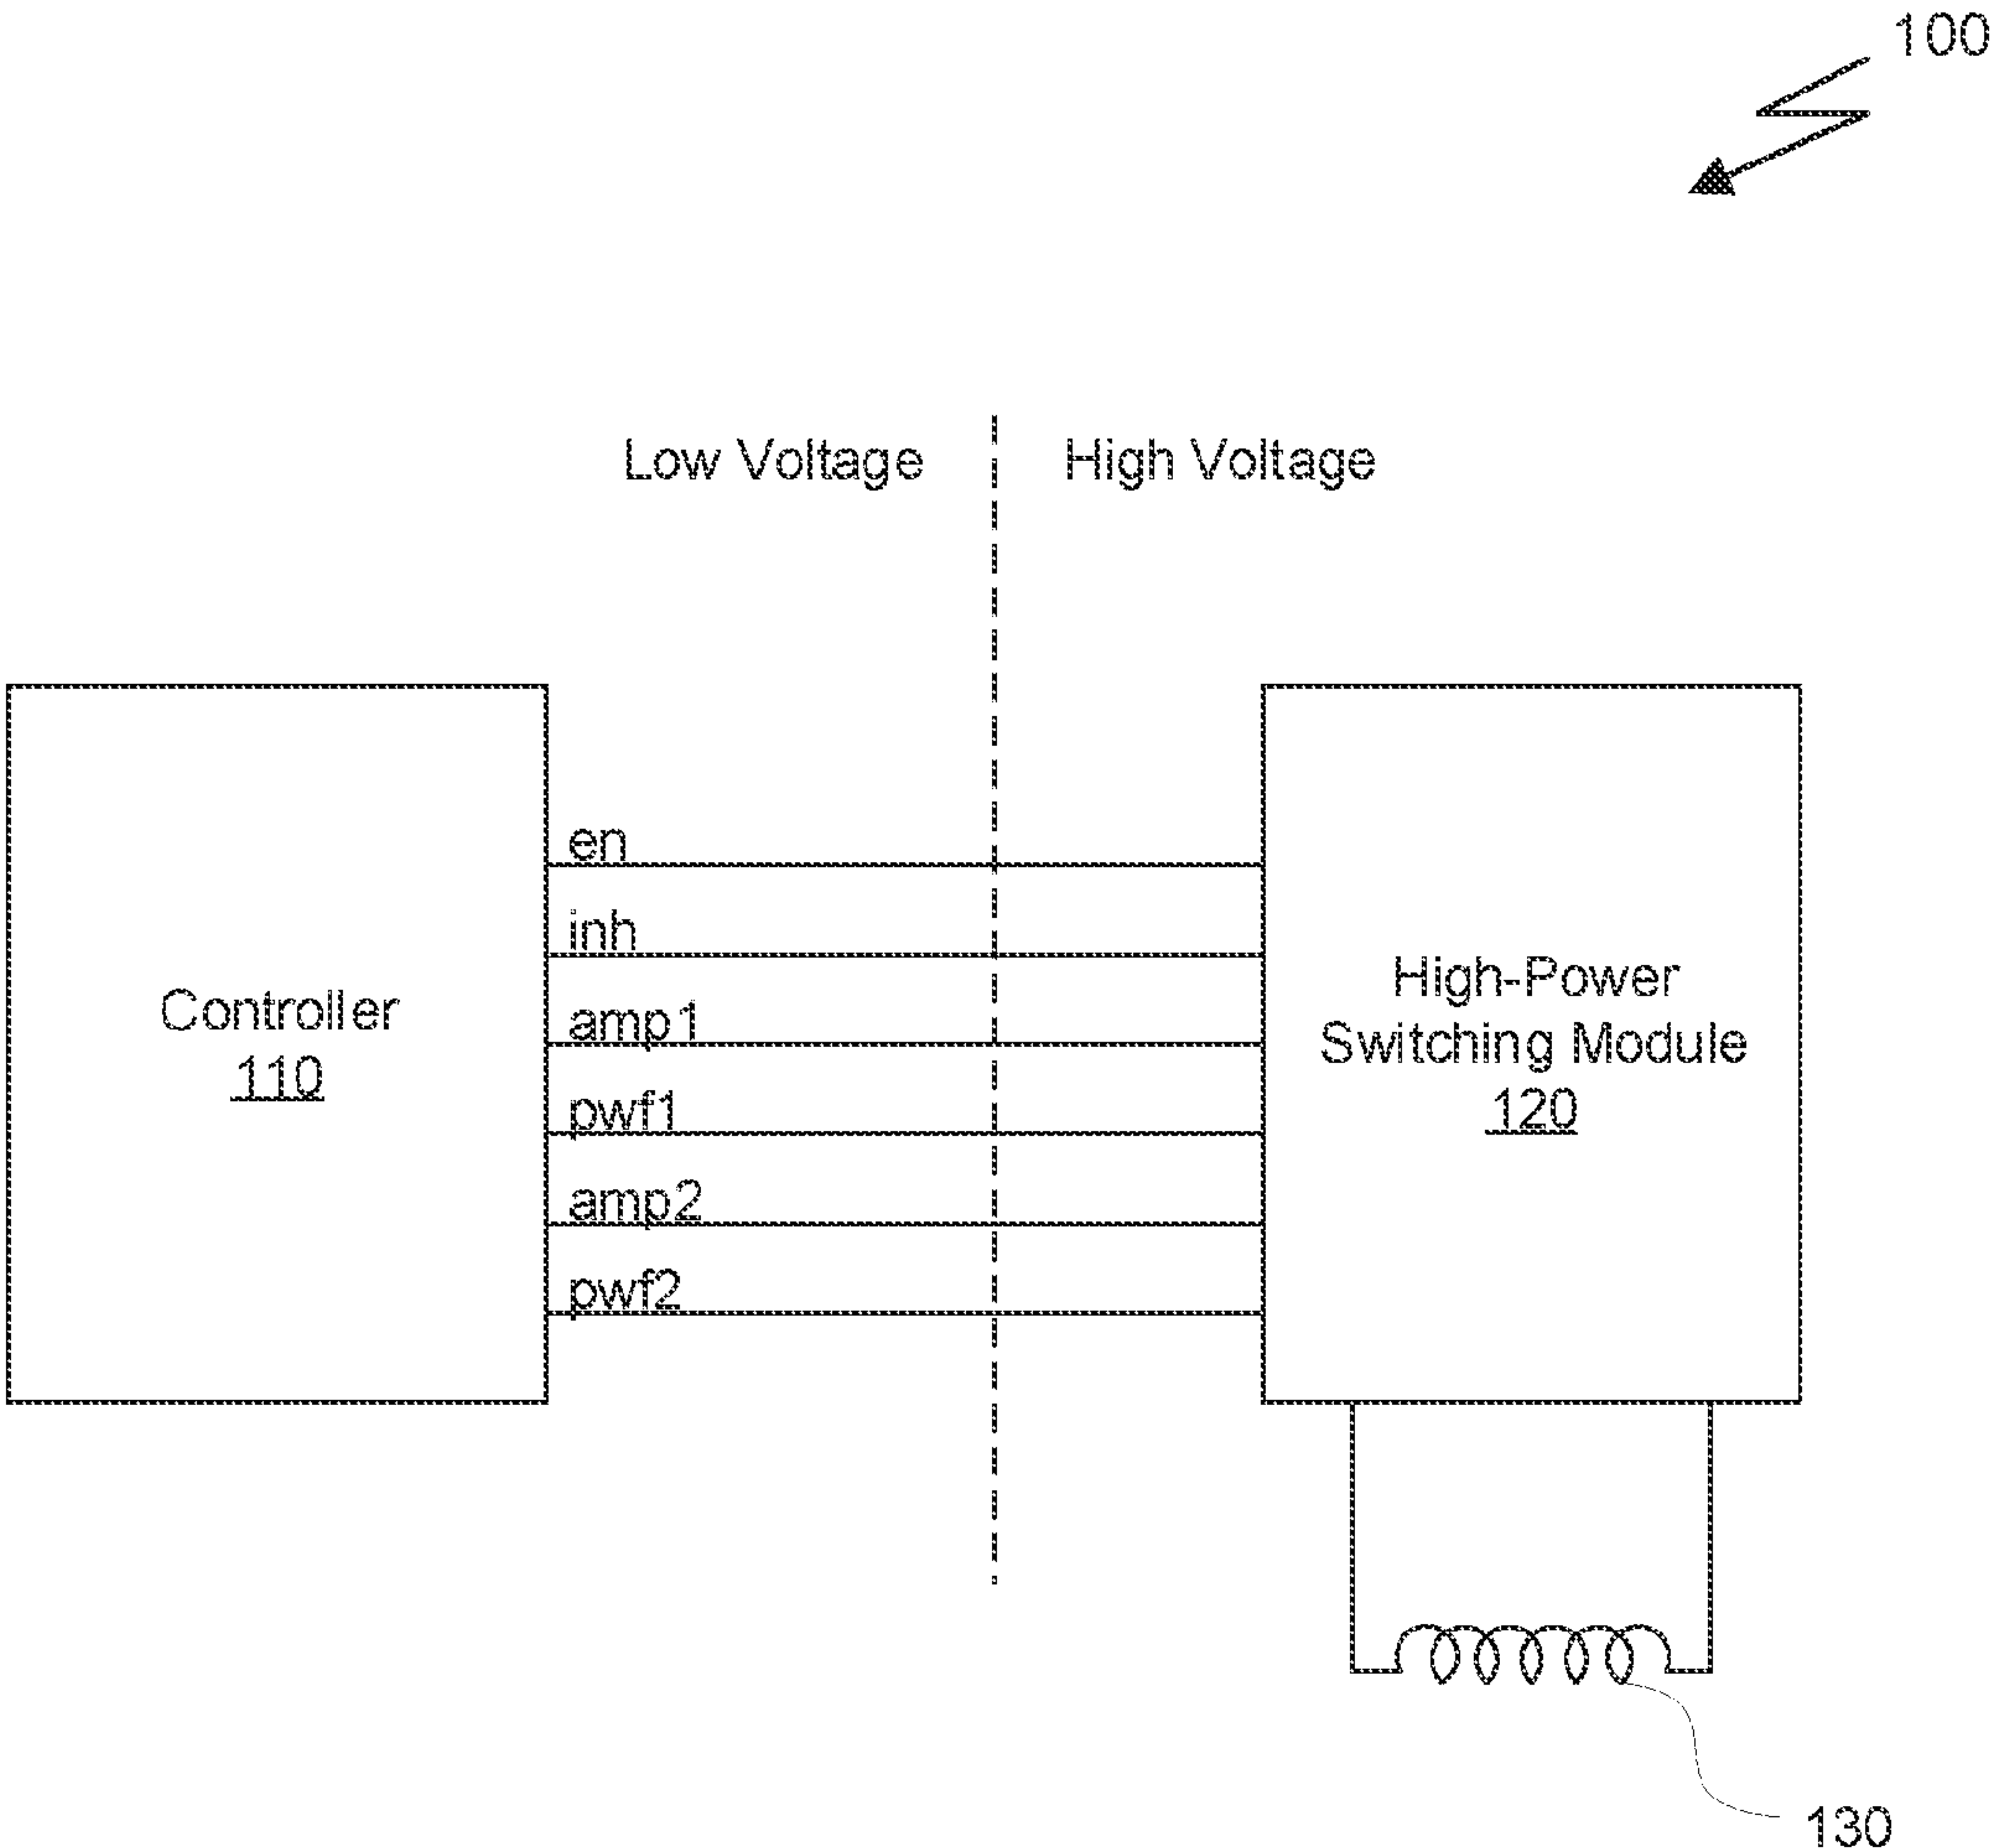 100
Low Voltage
High Voltage
en
inh
amp1
pwf1
amp2
pwf2
Controller
110
High-Power
Switching Module
120
130